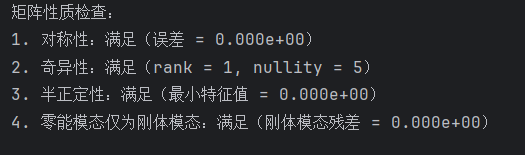 矩阵性质检查：
1. 对称性：满足（误差 = 0.000e+00）
2. 奇异性：满足（rank = 1, nullity = 5）
3. 半正定性：满足（最小特征值 = 0.000e+00）
4. 零能模态仅为刚体模态：满足（刚体模态残差 = 0.000e+00）